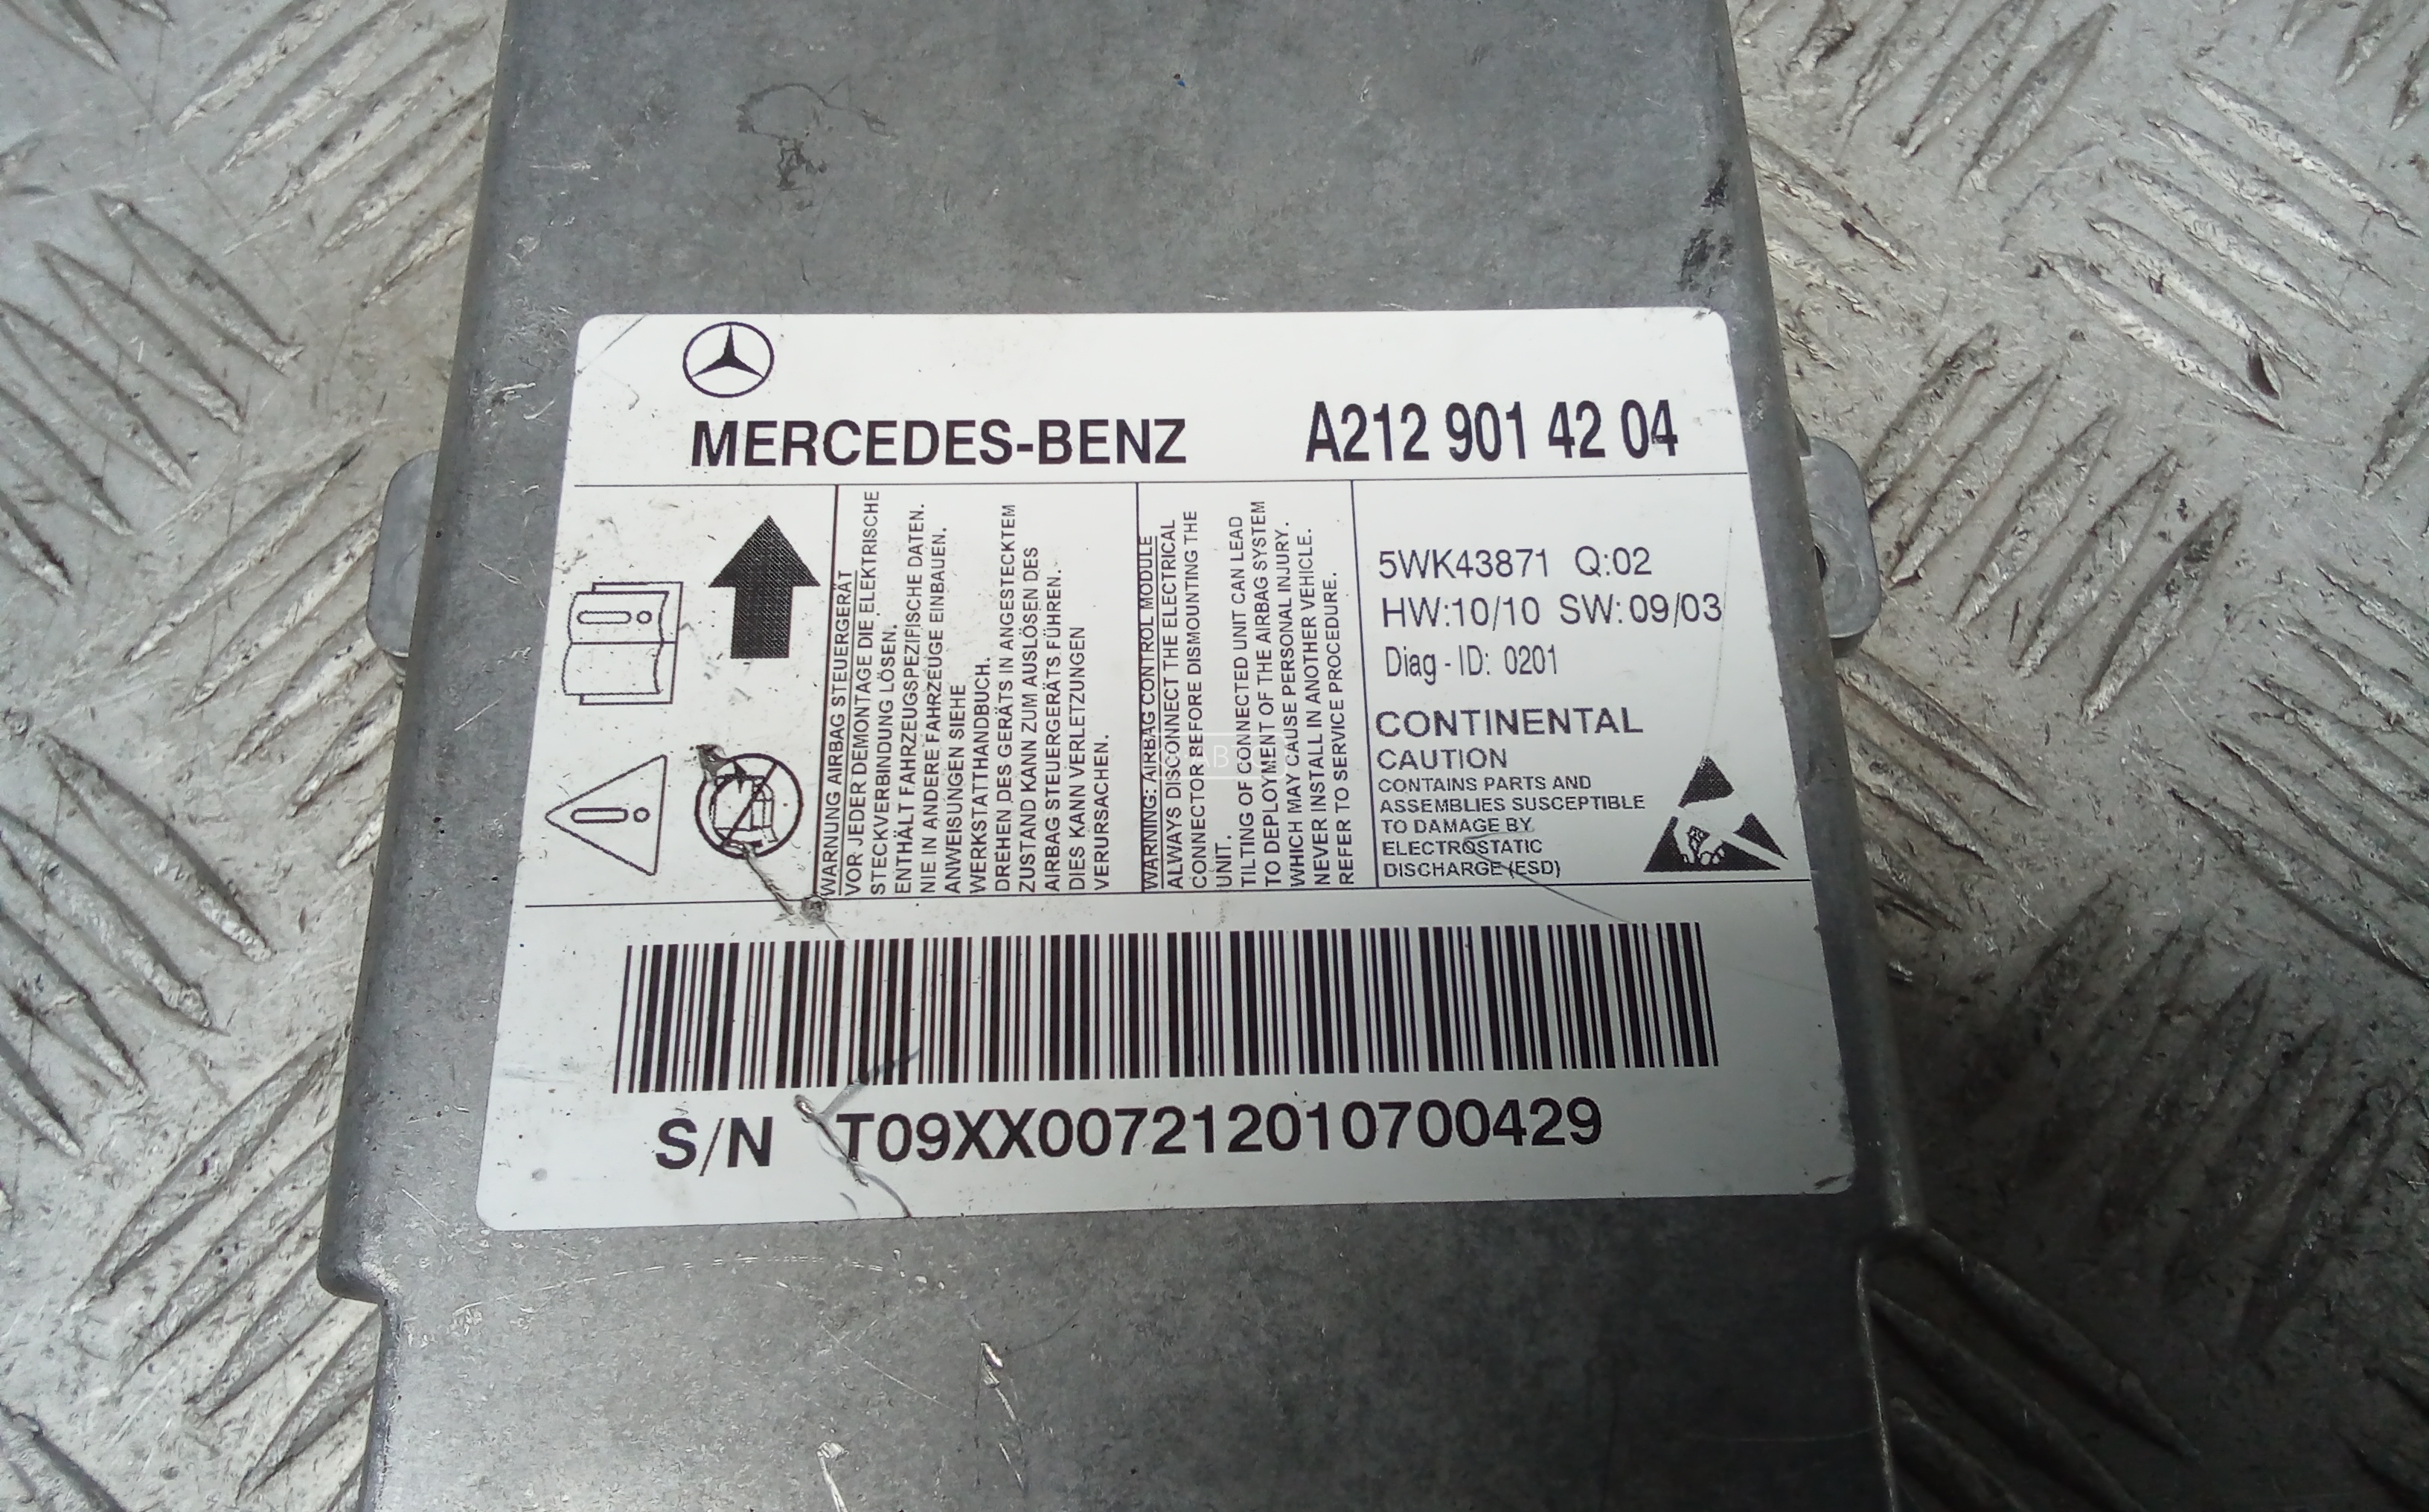 MERCEDES-BENZ
A212 901 42 04
WARNUNG AIRBAG STEUERGERÄT
VOR JEDER DEMONTAGE DIE ELEKTRISCHE
STECKVERBINDUNG LÖSEN.
ENTHÄLT FAHRZEUGSPEZIFISCHE DATEN.
NIE IN ANDERE FAHRZEUGE EINBAUEN.
ANWEISUNGEN SIEHE
WERKSTATTHANDBUCH.
DREHEN DES GERÄTS IN ANGESTECKTEM
ZUSTAND KANN ZUM AUSLÖSEN DES
AIRBAG STEUERGERÄTS FÜHREN.
DIES KANN VERLETZUNGEN
VERURSACHEN.
WARNING: AIRBAG CONTROL MODULE
ALWAYS DISCONNECT THE ELECTRICAL
CONNECTOR BEFORE DISMOUNTING THE
UNIT.
TILTING OF CONNECTED UNIT CAN LEAD
TO DEPLOYMENT OF THE AIRBAG SYSTEM
WHICH MAY CAUSE PERSONAL INJURY.
NEVER INSTALL IN ANOTHER VEHICLE.
REFER TO SERVICE PROCEDURE.
5WK43871 Q:02
HW:10/10 SW:09/03
Diag-ID: 0201
CONTINENTAL
CAUTION
CONTAINS PARTS AND
ASSEMBLIES SUSCEPTIBLE
TO DAMAGE BY
ELECTROSTATIC
DISCHARGE (ESD)
S/N T09XX007212010700429